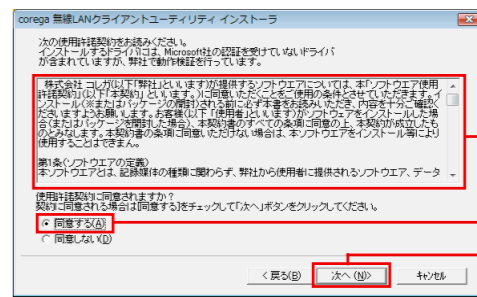 corega 無線LANクライアントユーティリティ インストーラ
次の使用許諾契約をお読みください。
インストールするドライバには、Microsoft社の認証を受けていないドライバ
が含まれていますが、弊社で動作検証を行っています。
株式会社 コレガ(以下「弊社」といいます)が提供するソフトウエアについては、本「ソフトウエア使用
許諾契約」(以下「本契約」といいます。)に同意いただくことをご使用の条件とさせていただきます。イ
ンストール(※またはパッケージの開封)される前に必ず本書をお読みいただき、内容を十分ご確認く
ださいますようお願いします。お客様(以下「使用者」といいます)がソフトウエアをインストールした場
合(またはパッケージを開封した場合)、本契約書のすべての条項に同意の上、本契約が成立したも
のとみなします。本契約書の条項に同意いただけない場合は、本ソフトウエアをインストール等により
使用することはできません。
第1条(ソフトウエアの定義)
本ソフトウエアとは、記録媒体の種類に関わらず、弊社から使用者に提供されるソフトウエア、データ
使用許諾契約に同意されますか?
契約に同意される場合は[同意する]をチェックして「次へ」ボタンをクリックしてください。
同意する(A)
同意しない(D)
< 戻る(B) 次へ (N)> キャンセル